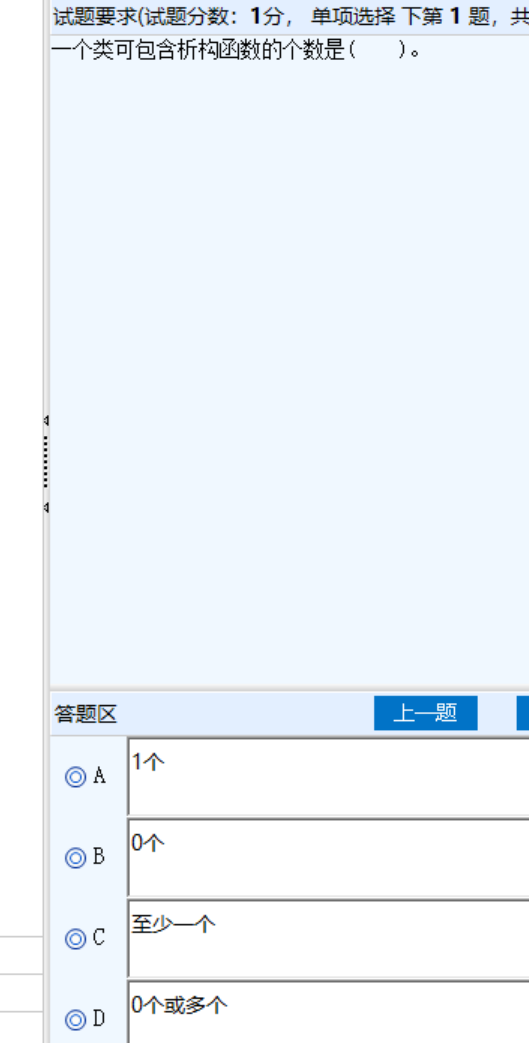 试题要求(试题分数：1分， 单项选择 下第 1 题，共
一个类可包含析构函数的个数是(　　)。
答题区
上一题
A 1个
B 0个
C 至少一个
D 0个或多个